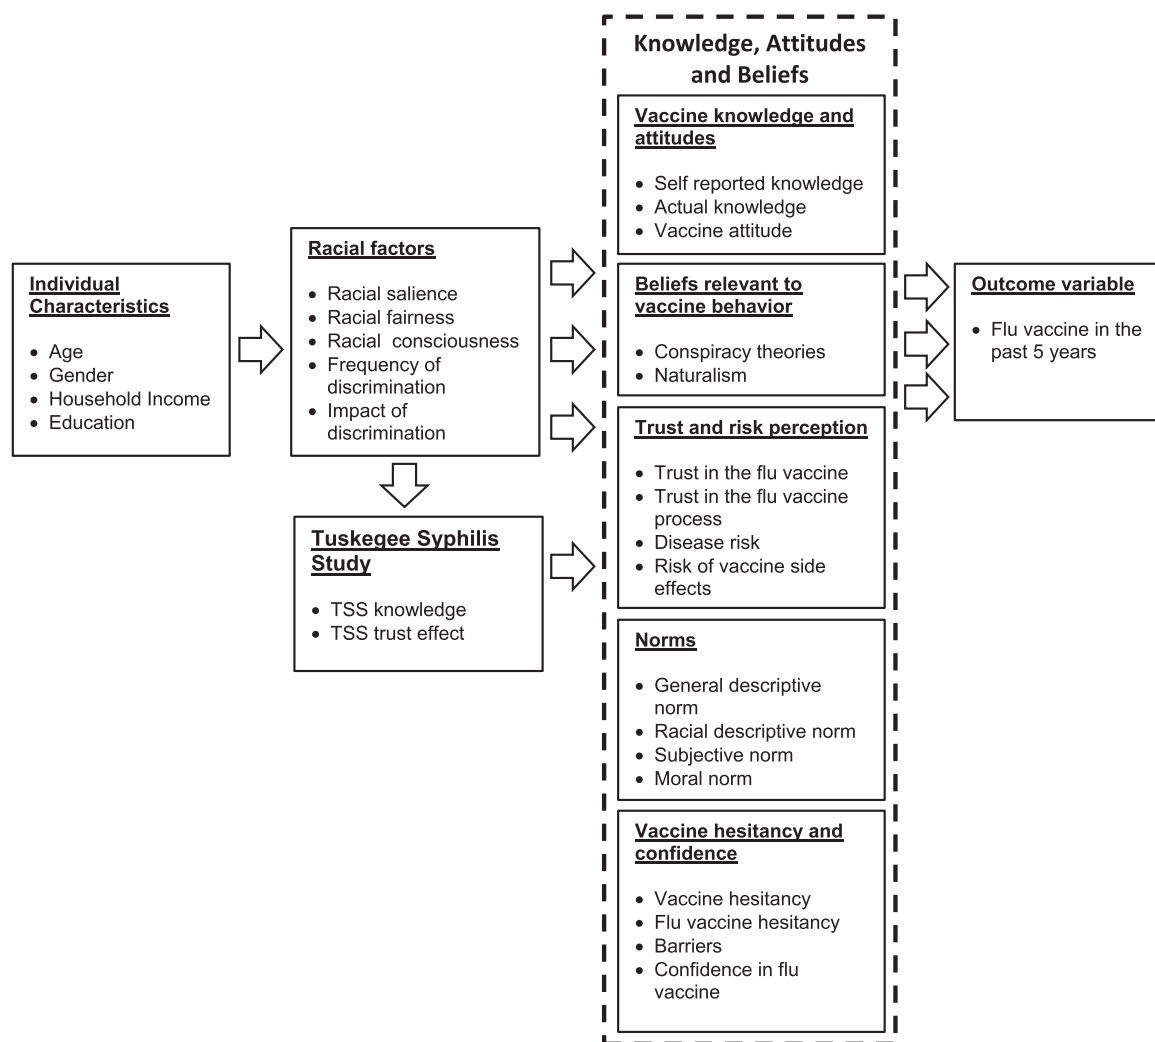 Individual
Characteristics
• Age
• Gender
• Household Income
• Education
Racial factors
• Racial salience
• Racial fairness
• Racial consciousness
• Frequency of
discrimination
• Impact of
discrimination
Tuskegee Syphilis
Study
• TSS knowledge
• TSS trust effect
Knowledge, Attitudes
and Beliefs
Vaccine knowledge and
attitudes
• Self reported knowledge
• Actual knowledge
• Vaccine attitude
Beliefs relevant to
vaccine behavior
• Conspiracy theories
• Naturalism
Trust and risk perception
• Trust in the flu vaccine
• Trust in the flu vaccine
process
• Disease risk
• Risk of vaccine side
effects
Norms
• General descriptive
norm
• Racial descriptive norm
• Subjective norm
• Moral norm
Vaccine hesitancy and
confidence
• Vaccine hesitancy
• Flu vaccine hesitancy
• Barriers
• Confidence in flu
vaccine
Outcome variable
• Flu vaccine in the
past 5 years